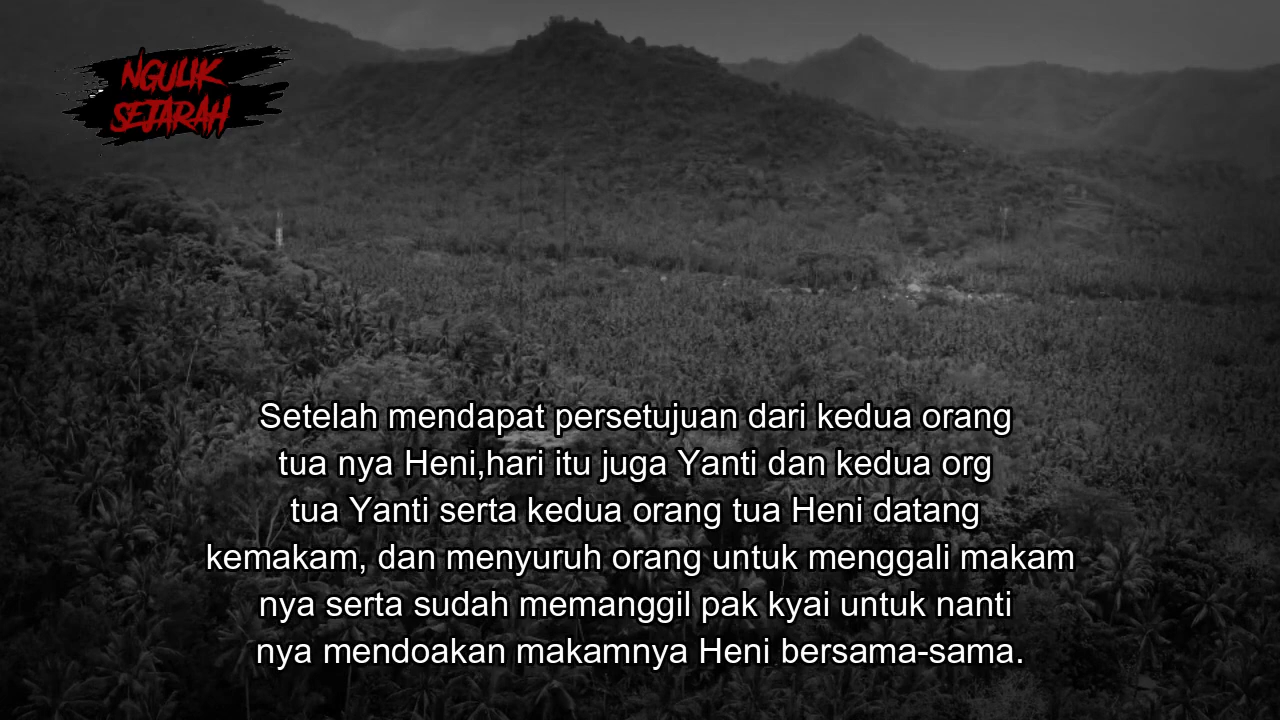 NGULIK
SEJARAH
Setelah mendapat persetujuan dari kedua orang
tua nya Heni,hari itu juga Yanti dan kedua org
tua Yanti serta kedua orang tua Heni datang
kemakam, dan menyuruh orang untuk menggali makam
nya serta sudah memanggil pak kyai untuk nanti
nya mendoakan makamnya Heni bersama-sama.